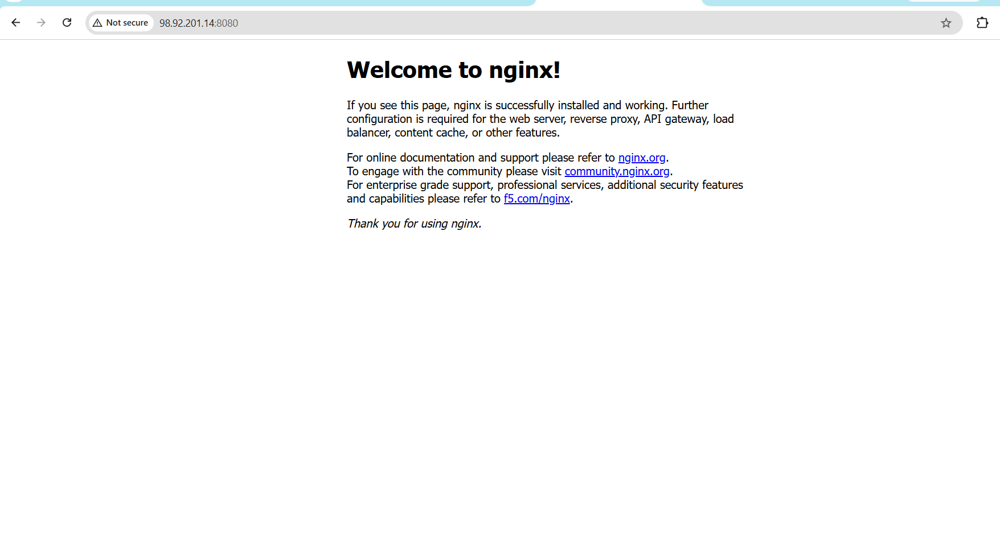 Not secure 98.92.201.14:8080
Welcome to nginx!
If you see this page, nginx is successfully installed and working. Further
configuration is required for the web server, reverse proxy, API gateway, load
balancer, content cache, or other features.
For online documentation and support please refer to nginx.org.
To engage with the community please visit community.nginx.org.
For enterprise grade support, professional services, additional security features
and capabilities please refer to f5.com/nginx.
Thank you for using nginx.